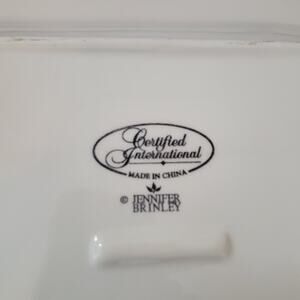 Certified
International
MADE IN CHINA
© JENNIFER
BRINLEY